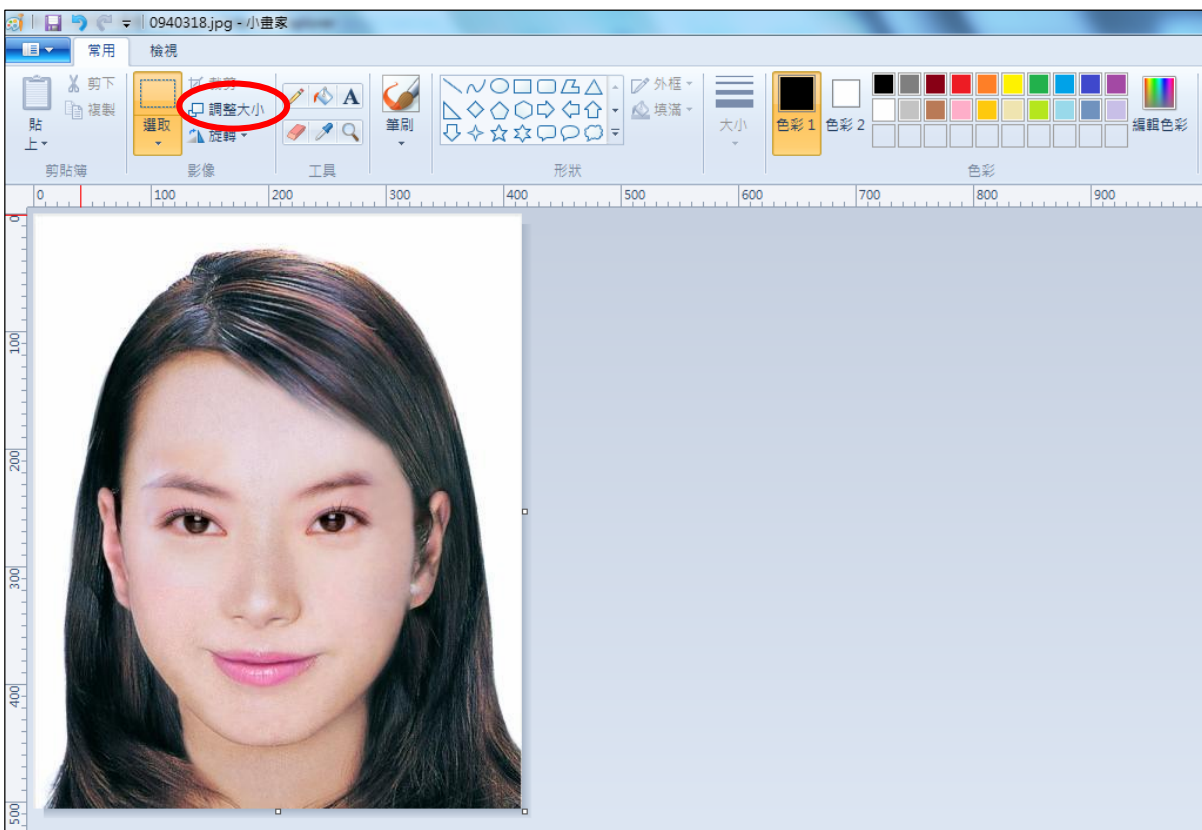 0940318.jpg - 小畫家
常用 檢視
剪下 裁剪 外框
複製 調整大小 A 填滿
貼上 選取 旋轉 筆刷 大小 色彩 1 色彩 2 編輯色彩
剪貼簿 影像 工具 形狀 色彩
0 100 200 300 400 500 600 700 800 900
0
100
200
300
400
500